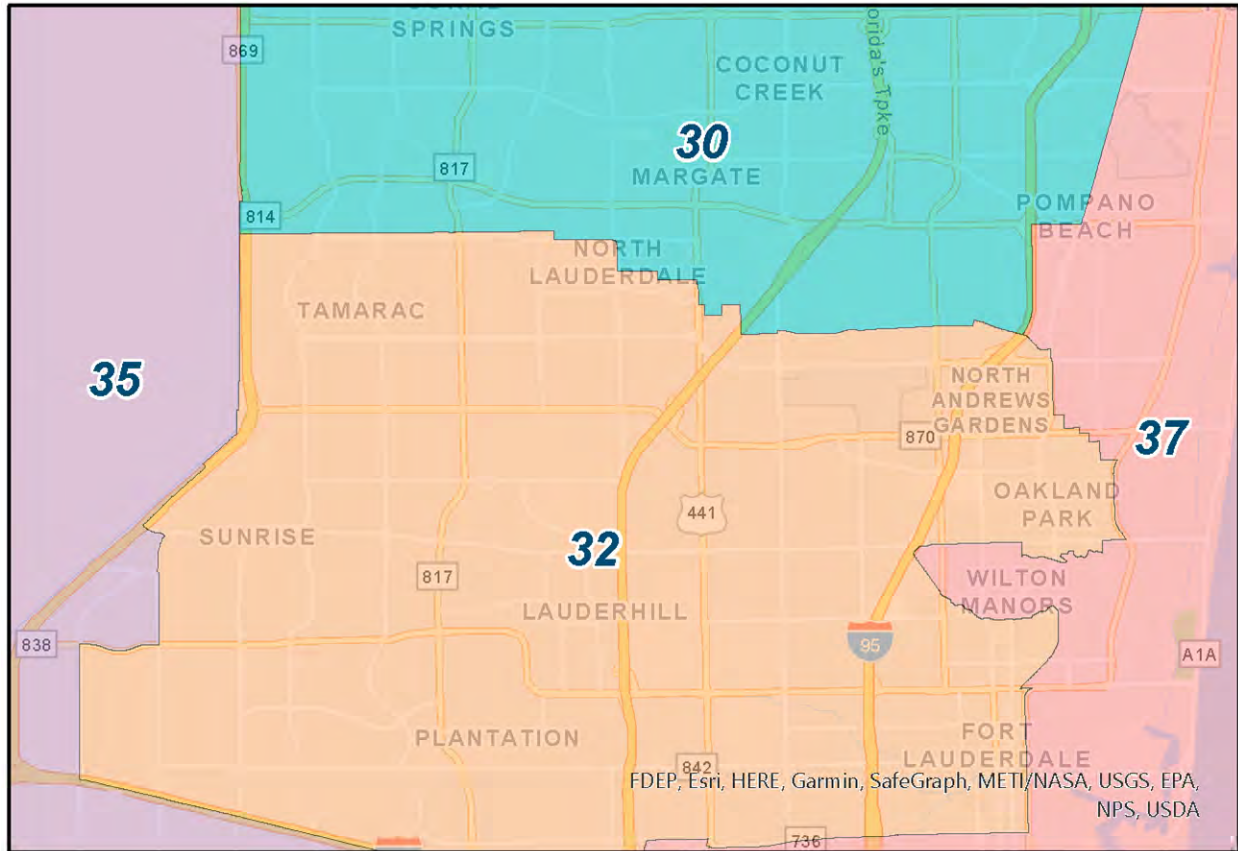 SPRINGS
869
COCONUT
CREEK
orida's Tpke
30
817
MARGATE
814
POMPANO
BEACH
NORTH
LAUDERDALE
TAMARAC
35
NORTH
ANDREWS
GARDENS
870
37
OAKLAND
PARK
441
SUNRISE
32
817
WILTON
MANORS
LAUDERHILL
838
95
A1A
PLANTATION
FORT
LAUDERDALE
842
FDEP, Esri, HERE, Garmin, SafeGraph, METI/NASA, USGS, EPA,
NPS, USDA
736